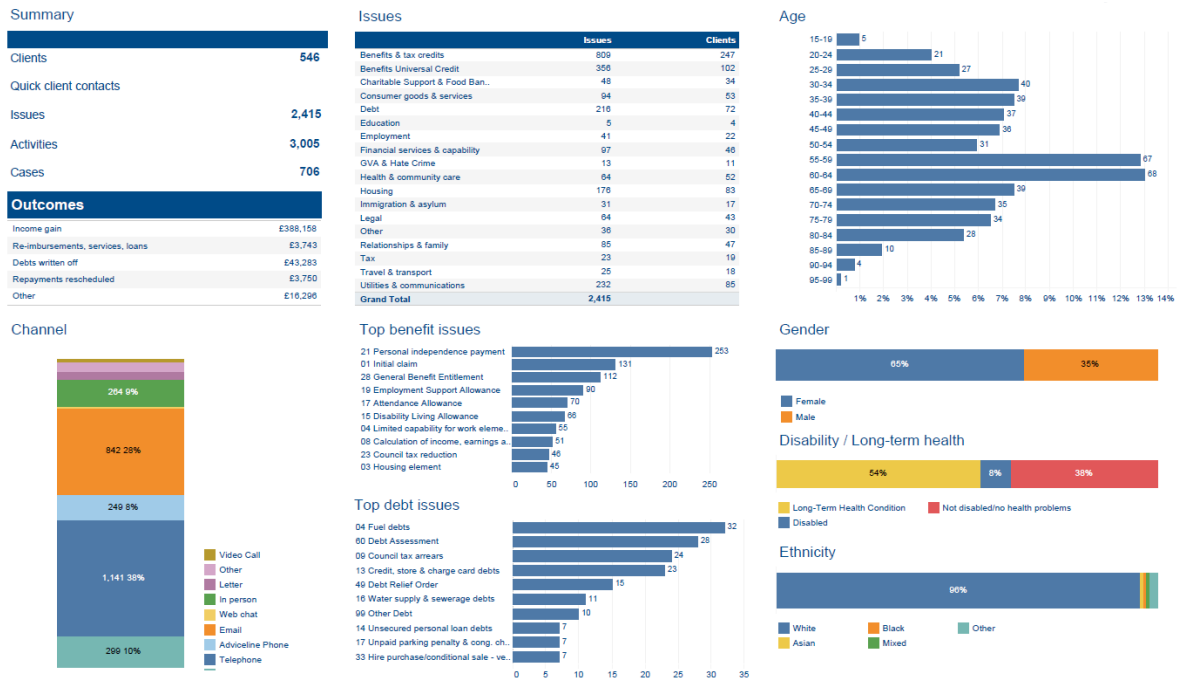 Summary
Clients 546
Quick client contacts
Issues 2,415
Activities 3,005
Cases 706
Outcomes
Income gain £388,158
Re-imbursements, services, loans £3,743
Debts written off £43,283
Repayments rescheduled £3,750
Other £16,296
Issues
Issues Clients
Benefits & tax credits 809 247
Benefits Universal Credit 356 102
Charitable Support & Food Ban.. 48 34
Consumer goods & services 94 53
Debt 216 72
Education 5 4
Employment 41 22
Financial services & capability 97 46
GVA & Hate Crime 13 11
Health & community care 64 52
Housing 176 83
Immigration & asylum 31 17
Legal 64 43
Other 36 30
Relationships & family 85 47
Tax 23 19
Travel & transport 25 18
Utilities & communications 232 85
Grand Total 2,415
Age
15-19 5
20-24 21
25-29 27
30-34 40
35-39 39
40-44 37
45-49 36
50-54 31
55-59 67
60-64 68
65-69 39
70-74 35
75-79 34
80-84 28
85-89 10
90-94 4
95-99 1
1% 2% 3% 4% 5% 6% 7% 8% 9% 10% 11% 12% 13% 14%
Channel
264 9%
842 28%
249 8%
1,141 38%
299 10%
Video Call
Other
Letter
In person
Web chat
Email
Adviceline Phone
Telephone
Top benefit issues
21 Personal independence payment 253
01 Initial claim 131
28 General Benefit Entitlement 112
19 Employment Support Allowance 90
17 Attendance Allowance 70
15 Disability Living Allowance 66
04 Limited capability for work eleme.. 55
08 Calculation of income, earnings a.. 51
23 Council tax reduction 46
03 Housing element 45
0 50 100 150 200 250
Top debt issues
04 Fuel debts 32
60 Debt Assessment 28
09 Council tax arrears 24
13 Credit, store & charge card debts 23
49 Debt Relief Order 15
16 Water supply & sewerage debts 11
99 Other Debt 10
14 Unsecured personal loan debts 7
17 Unpaid parking penalty & cong. ch.. 7
33 Hire purchase/conditional sale - ve.. 7
0 5 10 15 20 25 30 35
Gender
65% 35%
Female
Male
Disability / Long-term health
54% 8% 38%
Long-Term Health Condition Not disabled/no health problems
Disabled
Ethnicity
96%
White Black Other
Asian Mixed